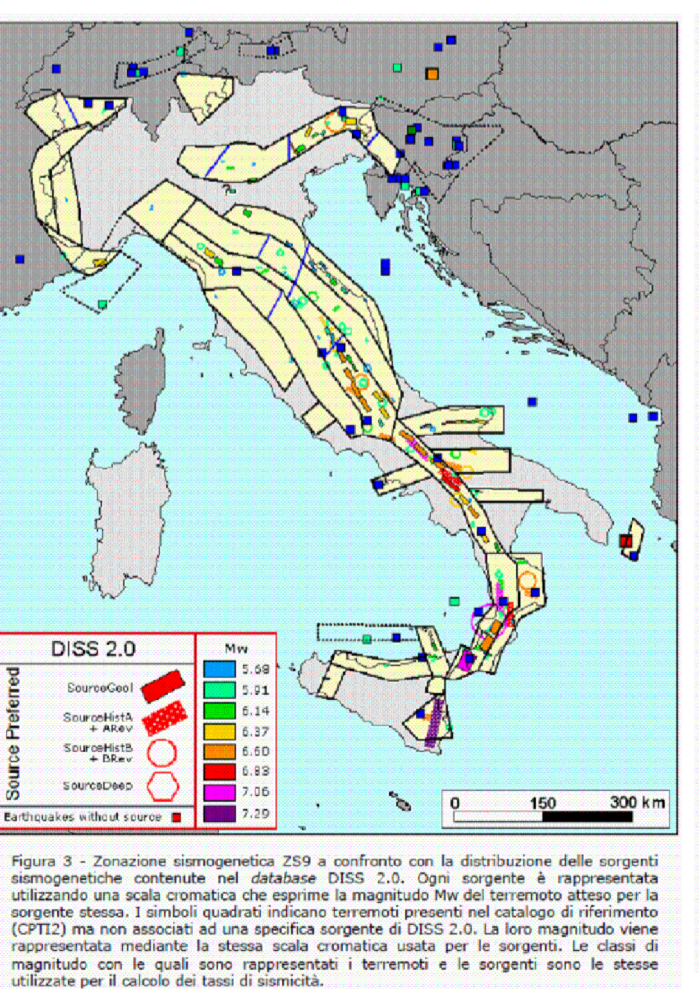 DISS 2.0
Source Preferred
SourceGeol
SourceHistA
+ ARev
SourceHistB
+ BRev
SourceDeep
Earthquakes without source
Mw
5.68
5.91
6.14
6.37
6.60
6.83
7.06
7.29
0 150 300 km
Figura 3 - Zonazione sismogenetica ZS9 a confronto con la distribuzione delle sorgenti
sismogenetiche contenute nel database DISS 2.0. Ogni sorgente è rappresentata
utilizzando una scala cromatica che esprime la magnitudo Mw del terremoto atteso per la
sorgente stessa. I simboli quadrati indicano terremoti presenti nel catalogo di riferimento
(CPTI2) ma non associati ad una specifica sorgente di DISS 2.0. La loro magnitudo viene
rappresentata mediante la stessa scala cromatica usata per le sorgenti. Le classi di
magnitudo con le quali sono rappresentati i terremoti e le sorgenti sono le stesse
utilizzate per il calcolo dei tassi di sismicità.